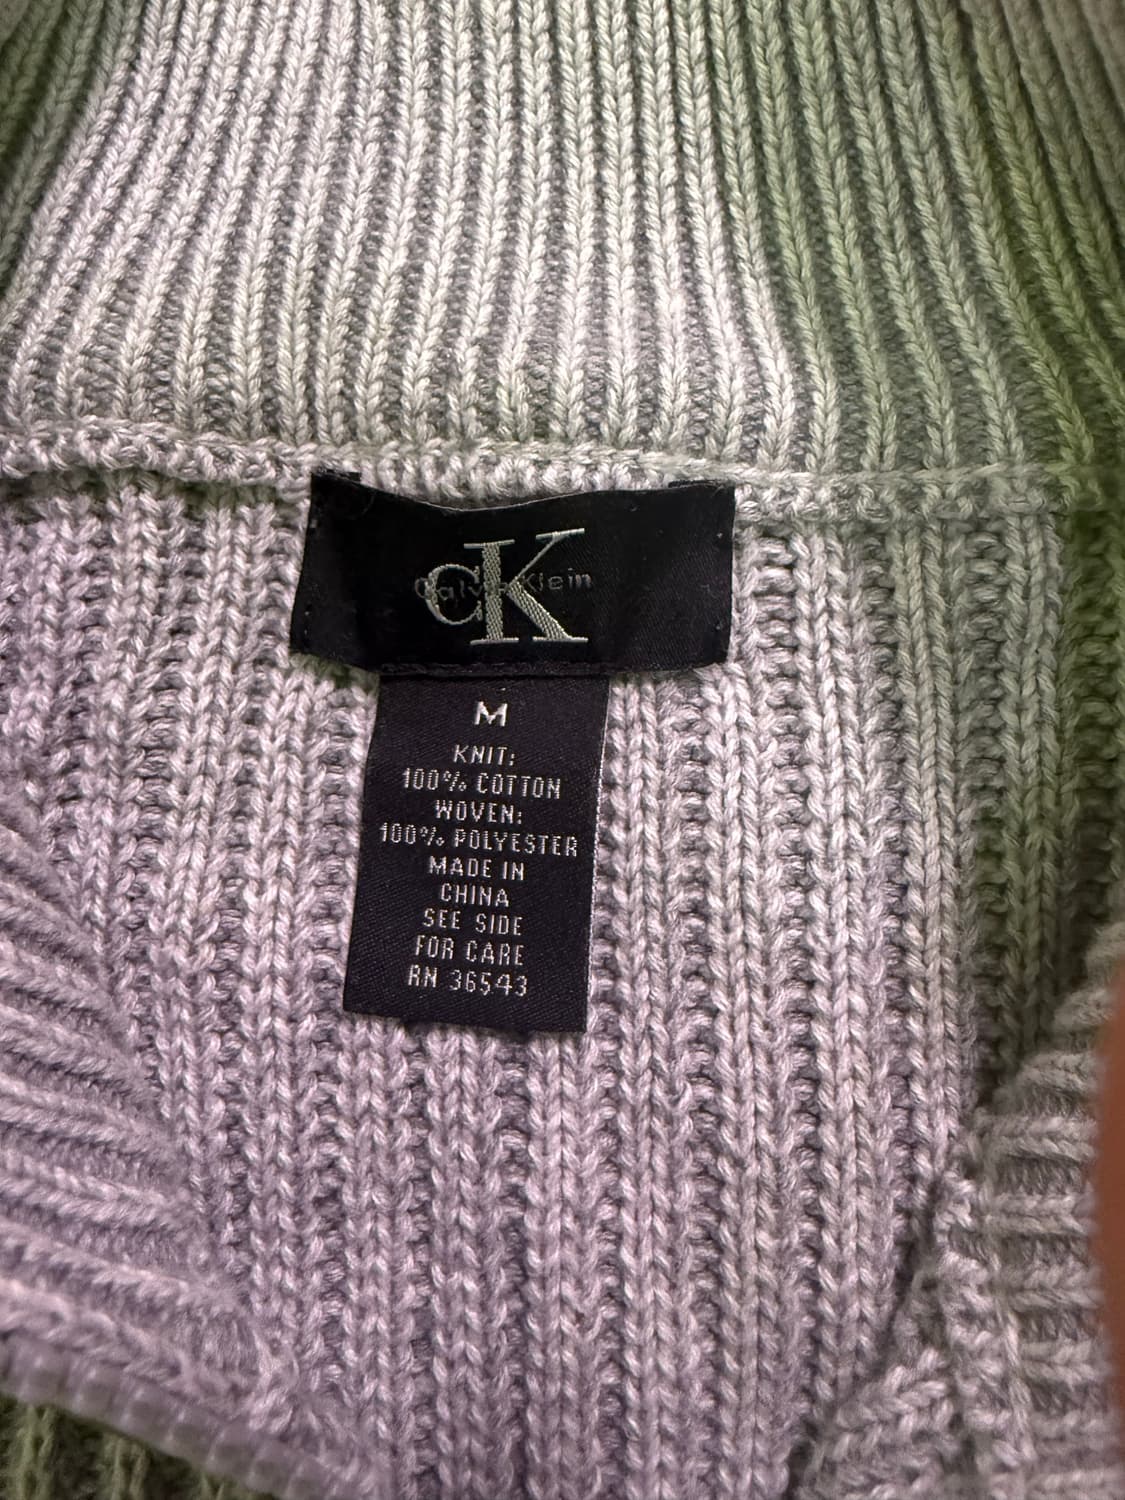 cK
Calvin Klein
M
KNIT:
100% COTTON
WOVEN:
100% POLYESTER
MADE IN
CHINA
SEE SIDE
FOR CARE
RN 36543